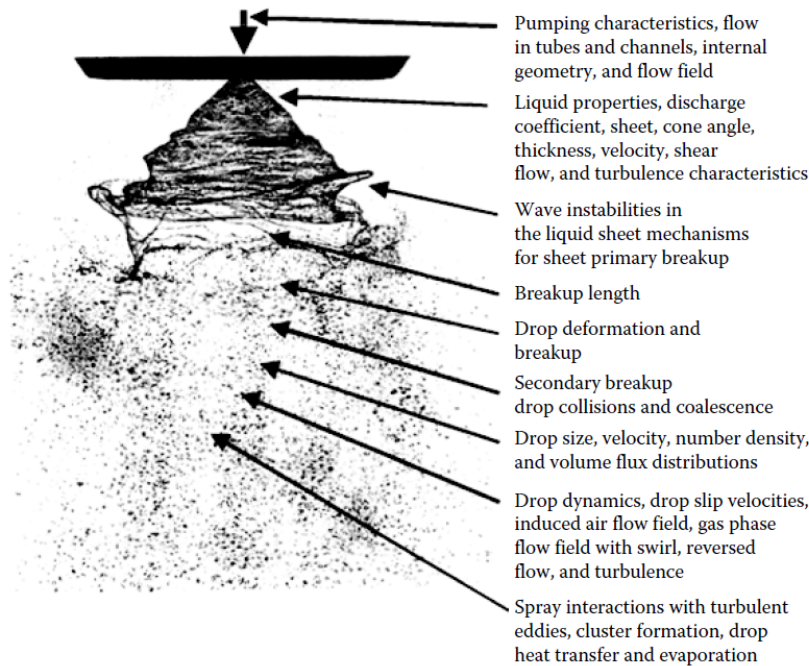 Pumping characteristics, flow
in tubes and channels, internal
geometry, and flow field
Liquid properties, discharge
coefficient, sheet, cone angle,
thickness, velocity, shear
flow, and turbulence characteristics
Wave instabilities in
the liquid sheet mechanisms
for sheet primary breakup
Breakup length
Drop deformation and
breakup
Secondary breakup
drop collisions and coalescence
Drop size, velocity, number density,
and volume flux distributions
Drop dynamics, drop slip velocities,
induced air flow field, gas phase
flow field with swirl, reversed
flow, and turbulence
Spray interactions with turbulent
eddies, cluster formation, drop
heat transfer and evaporation